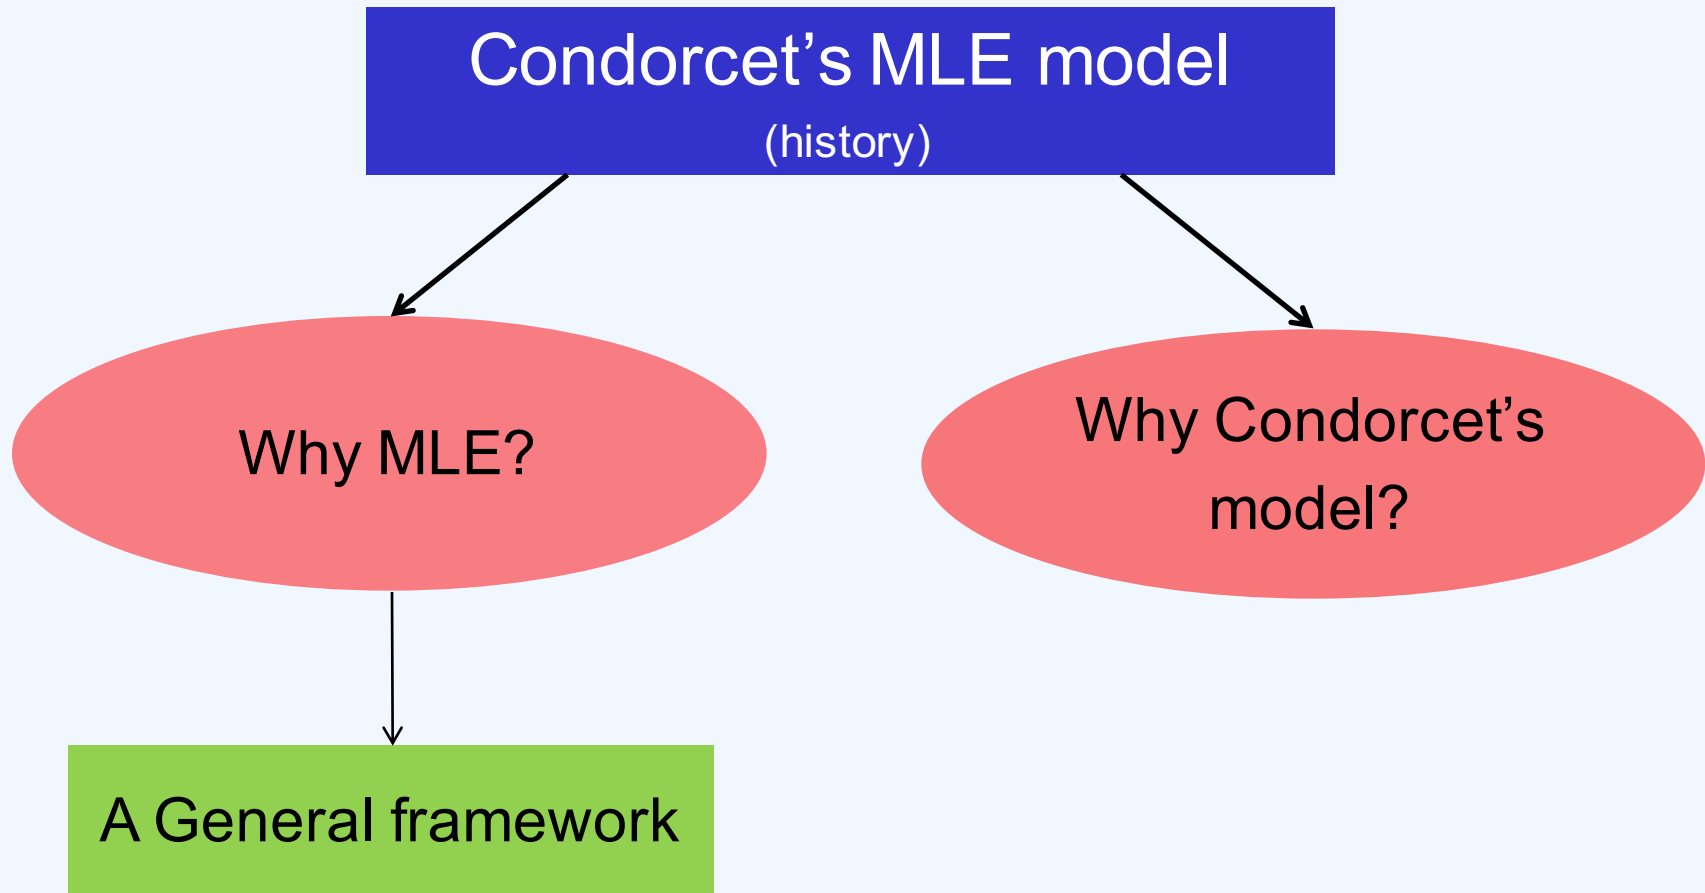 Condorcet’s MLE model
(history)
Why MLE?
Why Condorcet’s
model?
A General framework